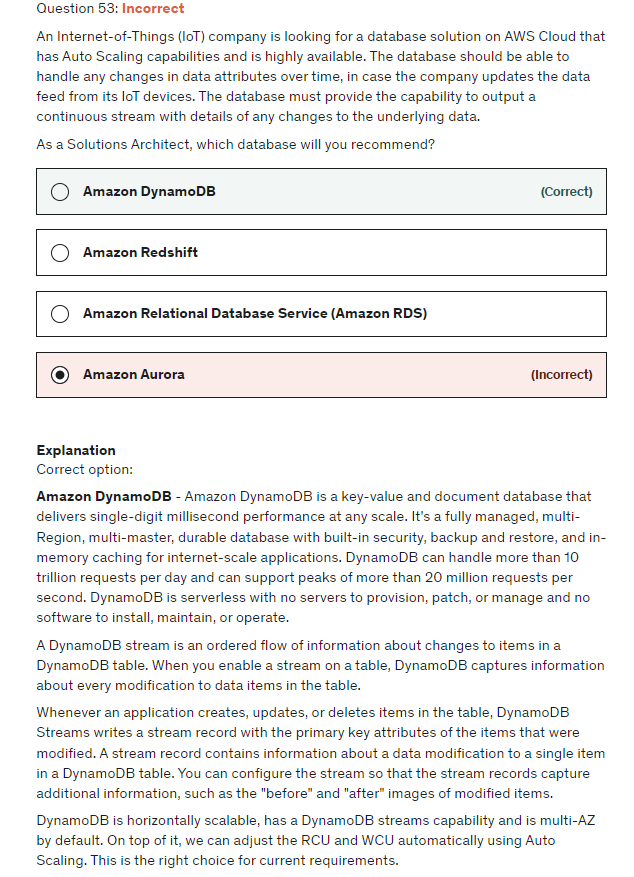 Question 53: Incorrect
An Internet-of-Things (IoT) company is looking for a database solution on AWS Cloud that
has Auto Scaling capabilities and is highly available. The database should be able to
handle any changes in data attributes over time, in case the company updates the data
feed from its IoT devices. The database must provide the capability to output a
continuous stream with details of any changes to the underlying data.
As a Solutions Architect, which database will you recommend?
Amazon DynamoDB (Correct)
Amazon Redshift
Amazon Relational Database Service (Amazon RDS)
Amazon Aurora (Incorrect)
Explanation
Correct option:
Amazon DynamoDB - Amazon DynamoDB is a key-value and document database that
delivers single-digit millisecond performance at any scale. It's a fully managed, multi-
Region, multi-master, durable database with built-in security, backup and restore, and in-
memory caching for internet-scale applications. DynamoDB can handle more than 10
trillion requests per day and can support peaks of more than 20 million requests per
second. DynamoDB is serverless with no servers to provision, patch, or manage and no
software to install, maintain, or operate.
A DynamoDB stream is an ordered flow of information about changes to items in a
DynamoDB table. When you enable a stream on a table, DynamoDB captures information
about every modification to data items in the table.
Whenever an application creates, updates, or deletes items in the table, DynamoDB
Streams writes a stream record with the primary key attributes of the items that were
modified. A stream record contains information about a data modification to a single item
in a DynamoDB table. You can configure the stream so that the stream records capture
additional information, such as the "before" and "after" images of modified items.
DynamoDB is horizontally scalable, has a DynamoDB streams capability and is multi-AZ
by default. On top of it, we can adjust the RCU and WCU automatically using Auto
Scaling. This is the right choice for current requirements.